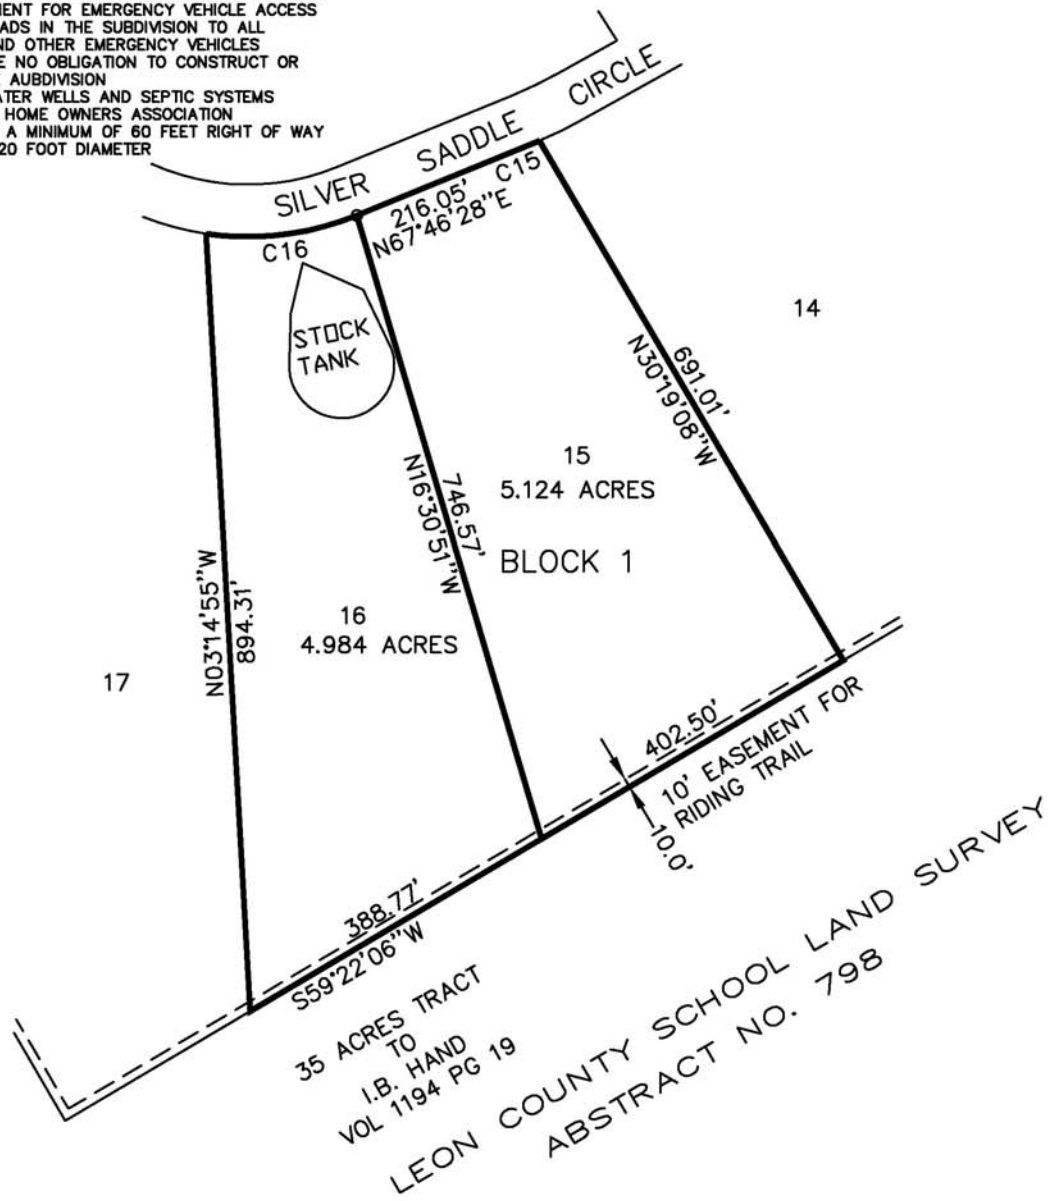 MENT FOR EMERGENCY VEHICLE ACCESS
ADS IN THE SUBDIVISION TO ALL
ND OTHER EMERGENCY VEHICLES
E NO OBLIGATION TO CONSTRUCT OR
AUBDIVISION
ATER WELLS AND SEPTIC SYSTEMS
HOME OWNERS ASSOCIATION
A MINIMUM OF 60 FEET RIGHT OF WAY
20 FOOT DIAMETER
SILVER SADDLE CIRCLE
216.05' C15
N67°46'28"E
C16
STOCK
TANK
14
691.01'
N30°19'08"W
15
5.124 ACRES
BLOCK 1
746.57'
N16°30'51"W
16
4.984 ACRES
N03°14'55"W
894.31'
17
402.50'
10' EASEMENT FOR
RIDING TRAIL
10.0'
388.77'
S59°22'06"W
35 ACRES TRACT
TO
I.B. HAND
VOL 1194 PG 19
LEON COUNTY SCHOOL LAND SURVEY
ABSTRACT NO. 798